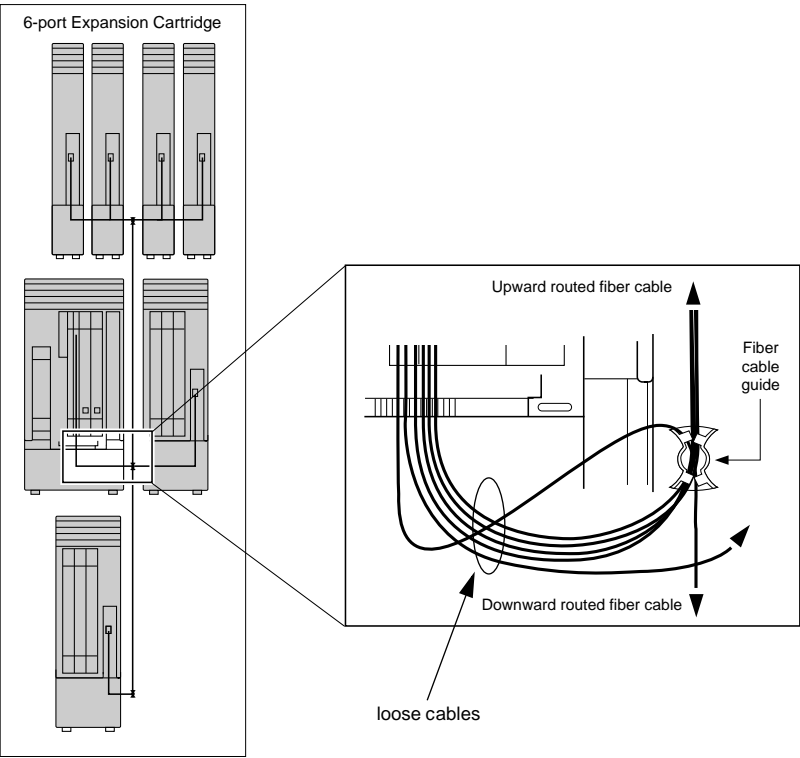 6-port Expansion Cartridge
Upward routed fiber cable
Fiber
cable
guide
Downward routed fiber cable
loose cables